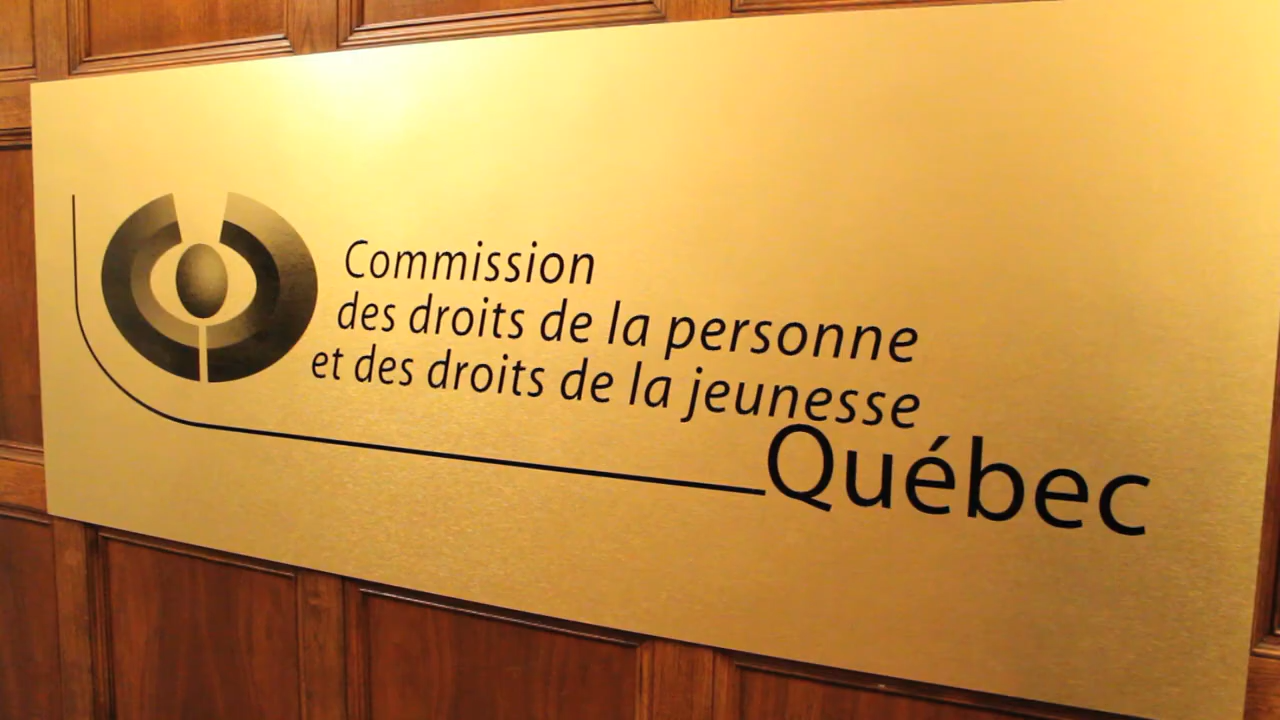 Commission
des droits de la personne
et des droits de la jeunesse
Québec